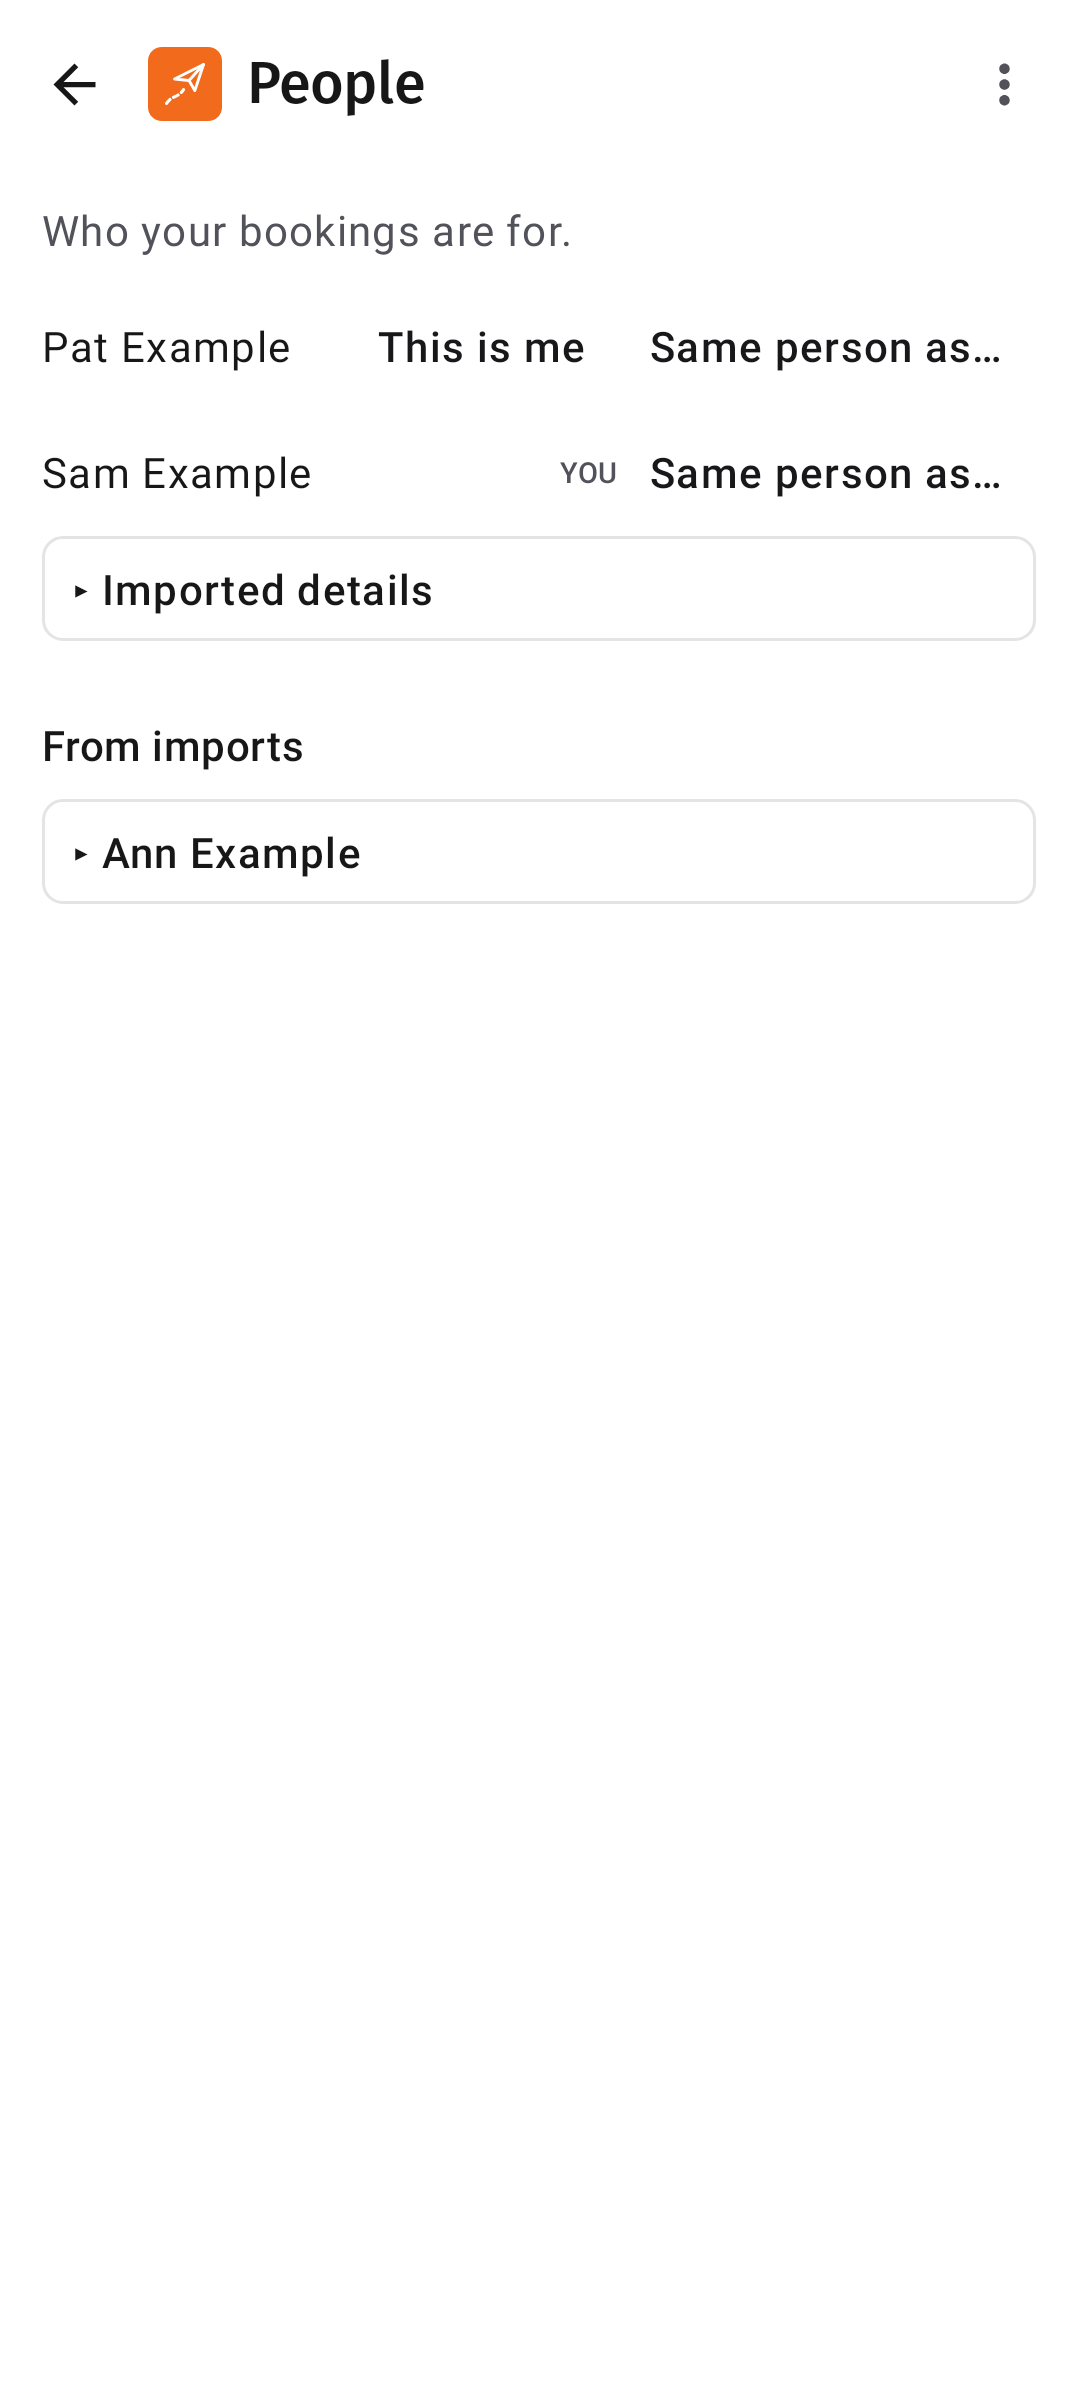 People
Who your bookings are for.
Pat Example This is me Same person as…
Sam Example YOU Same person as…
▸ Imported details
From imports
▸ Ann Example